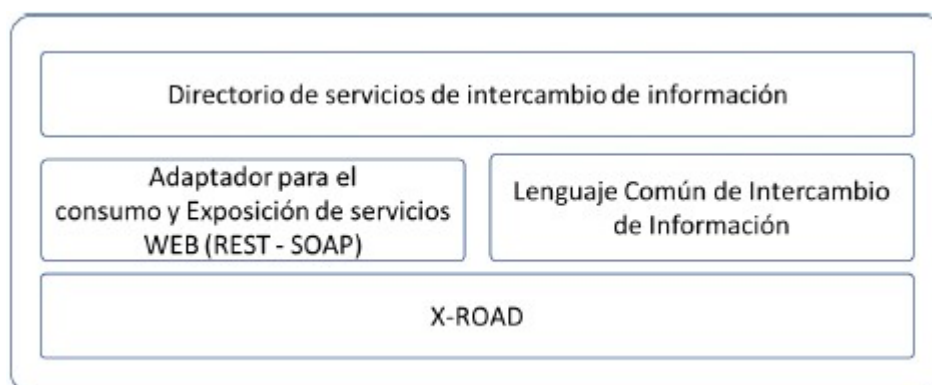 Directorio de servicios de intercambio de información
Adaptador para el
consumo y Exposición de servicios
WEB (REST - SOAP)
Lenguaje Común de Intercambio
de Información
X-ROAD